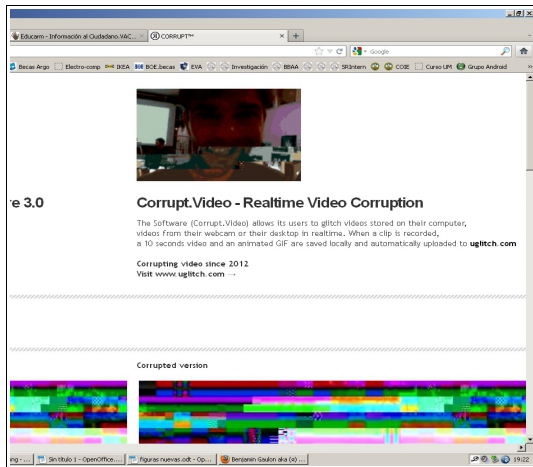 Educarm - Información al Ciudadano.VAC...
CORRUPT™
Google
Becas Argo
Electro-comp
IKEA
BOE.becas
EVA
Investigación
BBAA
SRIntern
COIE
Curso UM
Grupo Android
e 3.0
Corrupt.Video - Realtime Video Corruption
The Software (Corrupt.Video) allows its users to glitch videos stored on their computer,
videos from their webcam or their desktop in realtime. When a clip is recorded,
a 10 seconds video and an animated GIF are saved locally and automatically uploaded to uglitch.com
Corrupting video since 2012
Visit www.uglitch.com →
Corrupted version
ng - ...
Sin título 1 - OpenOffice....
figuras nuevas.odt - Op...
Benjamin Gaulon aka (o) ...
19:22